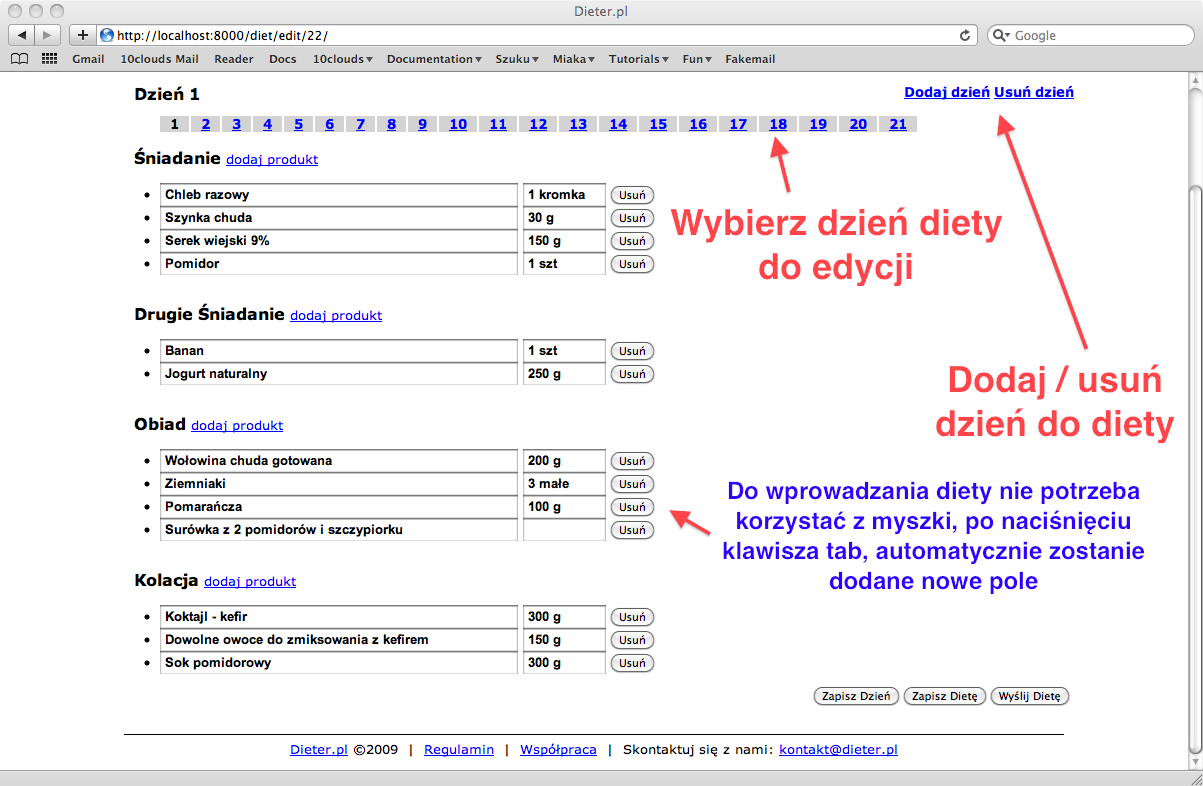 Dieter.pl
http://localhost:8000/diet/edit/22/
Google
Gmail 10clouds Mail Reader Docs 10clouds▾ Documentation▾ Szuku▾ Miaka▾ Tutorials▾ Fun▾ Fakemail
Dzień 1
Dodaj dzień Usuń dzień
1 2 3 4 5 6 7 8 9 10 11 12 13 14 15 16 17 18 19 20 21
Śniadanie dodaj produkt
• Chleb razowy 1 kromka Usuń
• Szynka chuda 30 g Usuń
• Serek wiejski 9% 150 g Usuń
• Pomidor 1 szt Usuń
Wybierz dzień diety
do edycji
Drugie Śniadanie dodaj produkt
• Banan 1 szt Usuń
• Jogurt naturalny 250 g Usuń
Dodaj / usuń
dzień do diety
Obiad dodaj produkt
• Wołowina chuda gotowana 200 g Usuń
• Ziemniaki 3 małe Usuń
• Pomarańcza 100 g Usuń
• Surówka z 2 pomidorów i szczypiorku Usuń
Do wprowadzania diety nie potrzeba
korzystać z myszki, po naciśnięciu
klawisza tab, automatycznie zostanie
dodane nowe pole
Kolacja dodaj produkt
• Koktajl - kefir 300 g Usuń
• Dowolne owoce do zmiksowania z kefirem 150 g Usuń
• Sok pomidorowy 300 g Usuń
Zapisz Dzień Zapisz Dietę Wyślij Dietę
Dieter.pl ©2009 | Regulamin | Współpraca | Skontaktuj się z nami: kontakt@dieter.pl